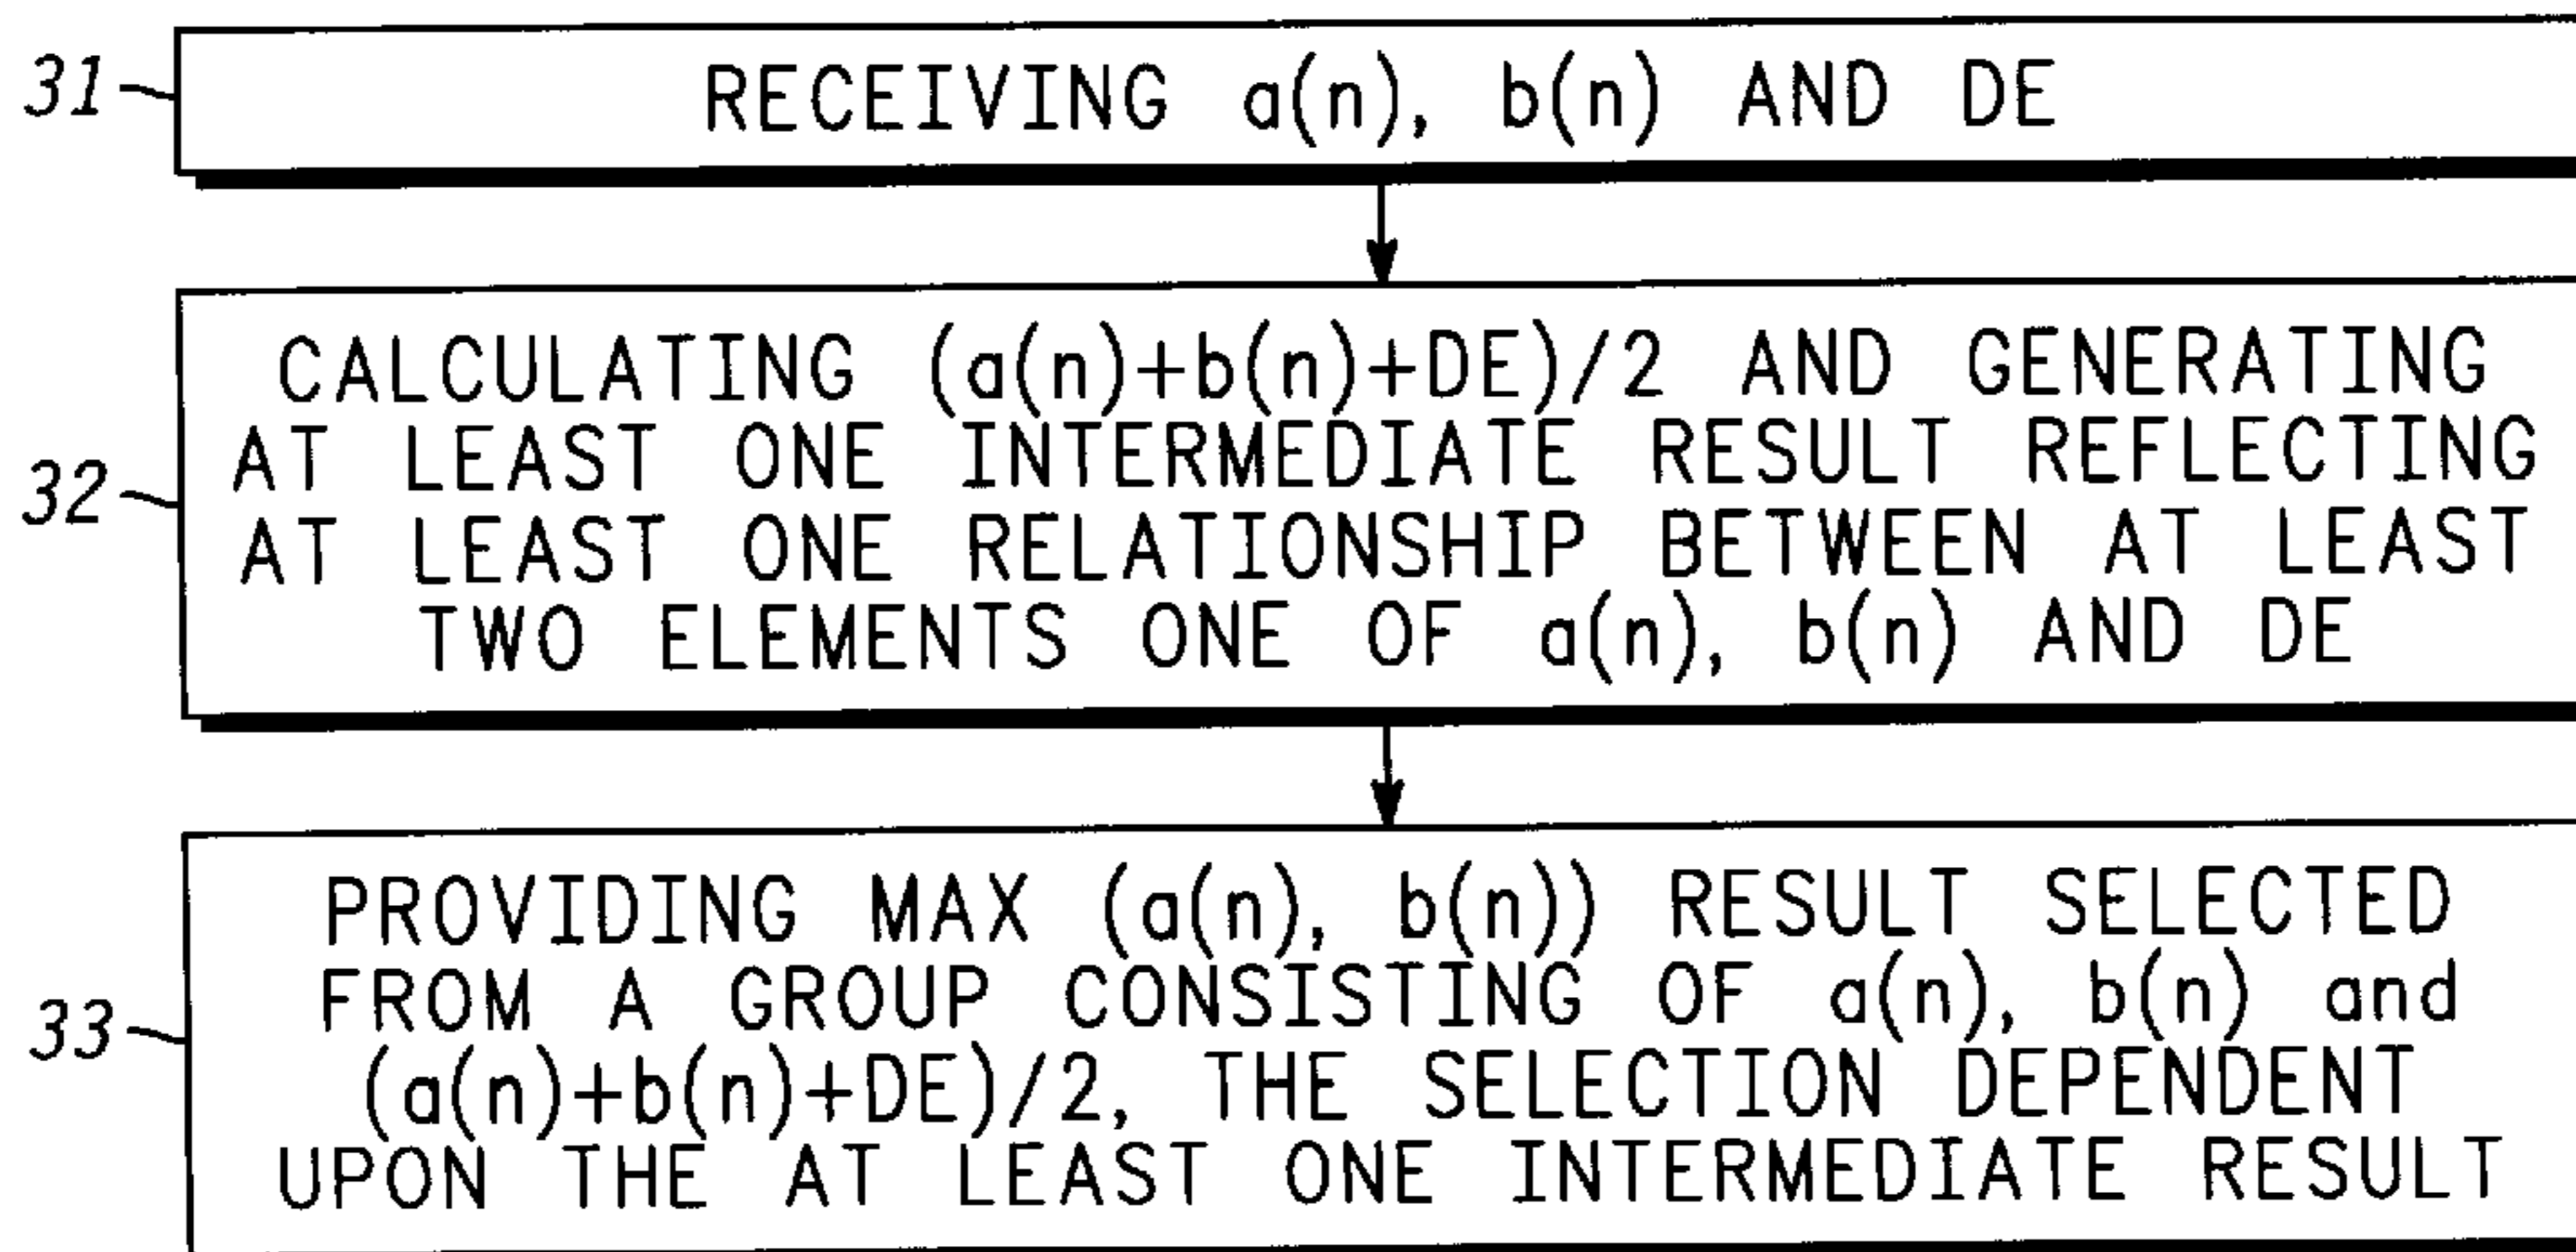 31
RECEIVING a(n), b(n) AND DE
32
CALCULATING (a(n)+b(n)+DE)/2 AND GENERATING
AT LEAST ONE INTERMEDIATE RESULT REFLECTING
AT LEAST ONE RELATIONSHIP BETWEEN AT LEAST
TWO ELEMENTS ONE OF a(n), b(n) AND DE
33
PROVIDING MAX (a(n), b(n)) RESULT SELECTED
FROM A GROUP CONSISTING OF a(n), b(n) and
(a(n)+b(n)+DE)/2, THE SELECTION DEPENDENT
UPON THE AT LEAST ONE INTERMEDIATE RESULT